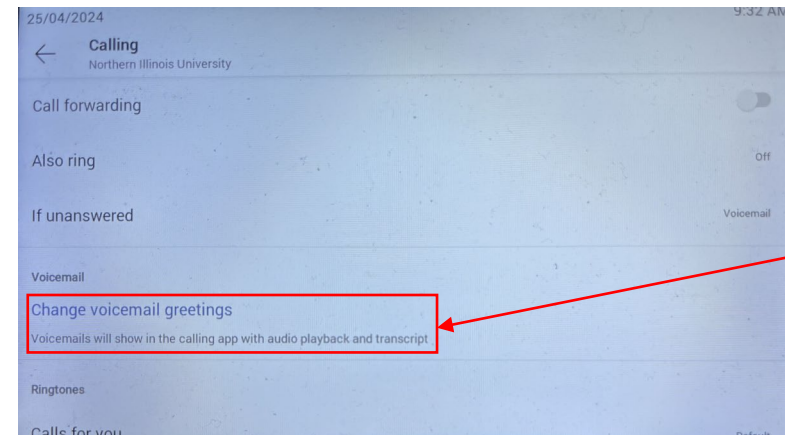 25/04/2024 9:32 AM
Calling
Northern Illinois University
Call forwarding
Also ring Off
If unanswered Voicemail
Voicemail
Change voicemail greetings
Voicemails will show in the calling app with audio playback and transcript
Ringtones
Calls for you Default